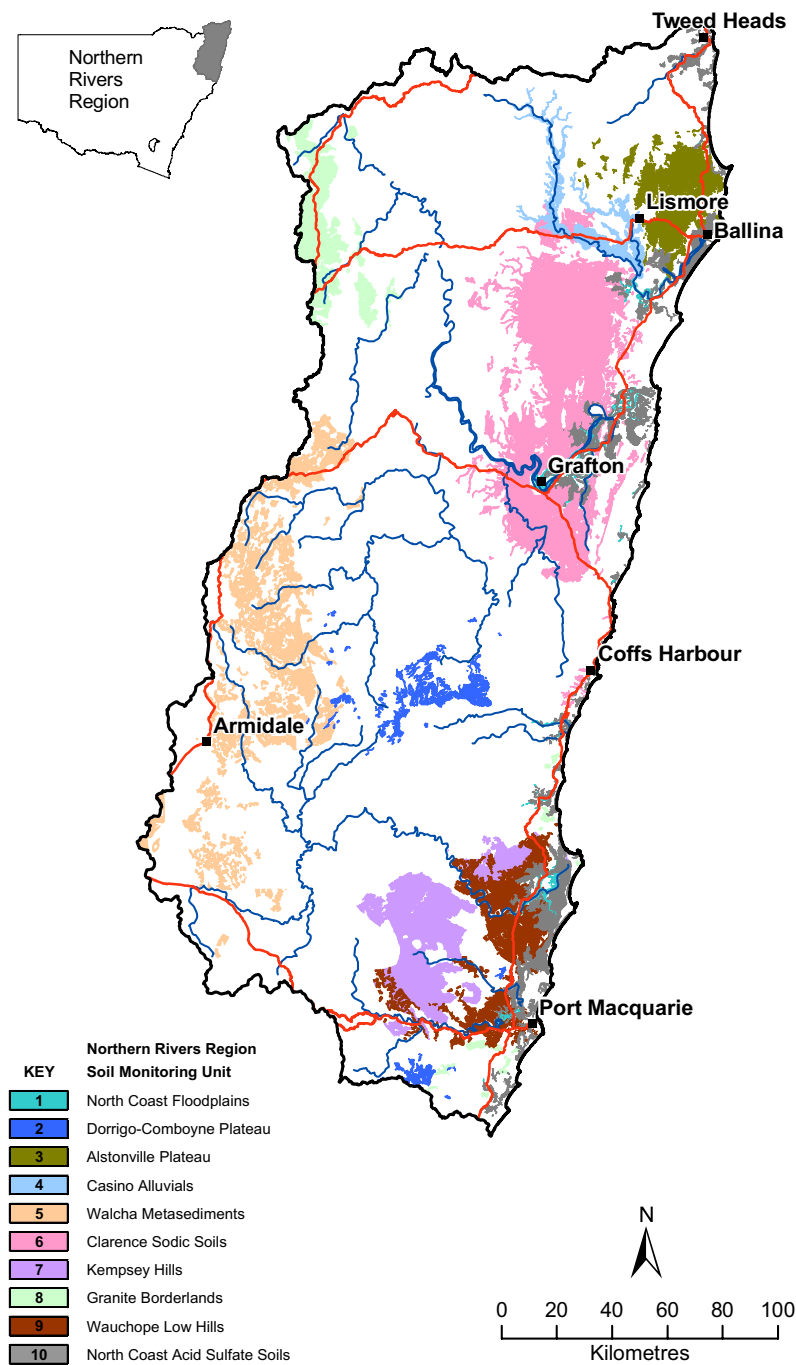 Northern
Rivers
Region
Tweed Heads
Lismore
Ballina
Grafton
Coffs Harbour
Armidale
Port Macquarie
Northern Rivers Region
KEY Soil Monitoring Unit
1 North Coast Floodplains
2 Dorrigo-Comboyne Plateau
3 Alstonville Plateau
4 Casino Alluvials
5 Walcha Metasediments
6 Clarence Sodic Soils
7 Kempsey Hills
8 Granite Borderlands
9 Wauchope Low Hills
10 North Coast Acid Sulfate Soils
N
0 20 40 60 80 100
Kilometres